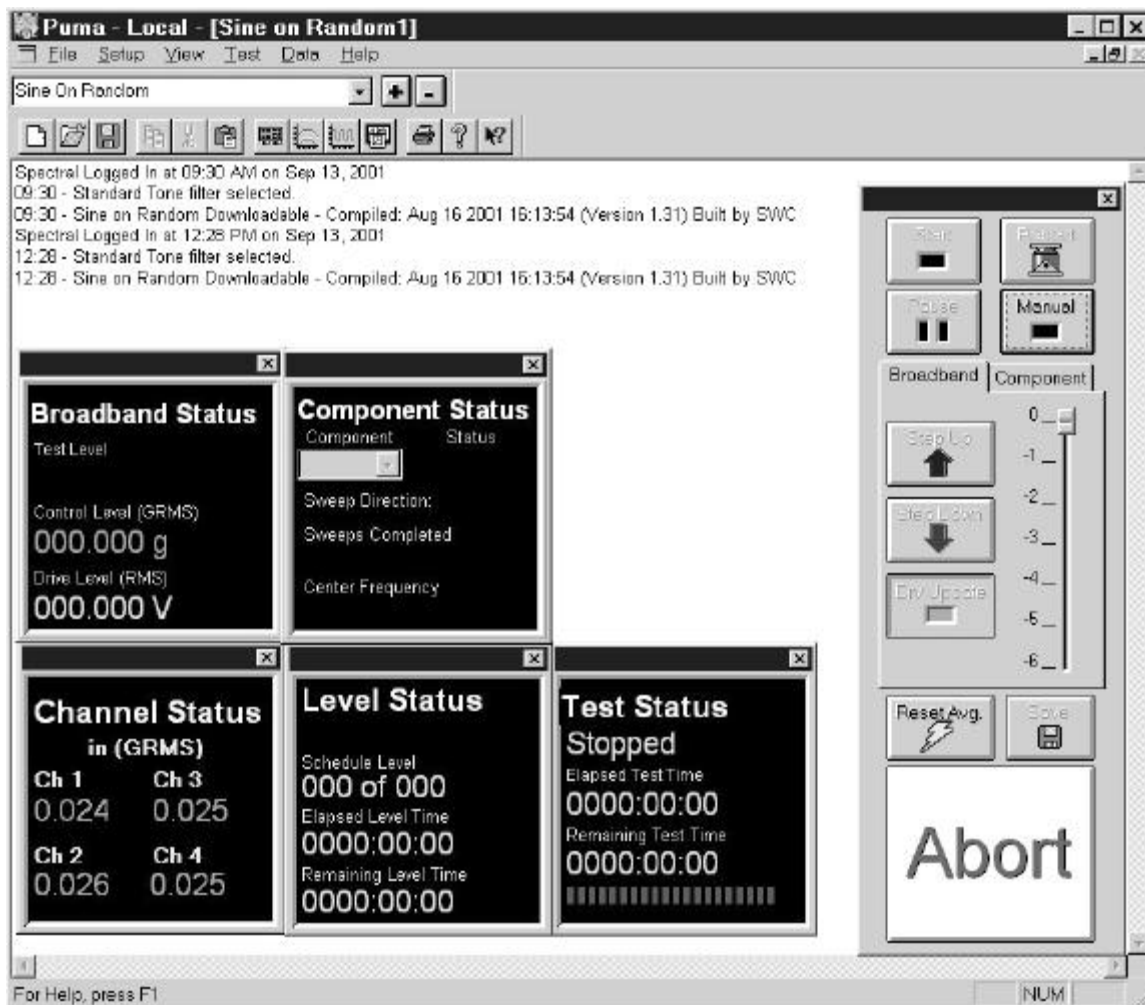 Puma - Local - [Sine on Random1]
File Setup View Test Data Help
Sine On Random
+ -
Spectral Logged In at 09:30 AM on Sep 13, 2001
09:30 - Standard Tone filter selected.
09:30 - Sine on Random Downloadable - Compiled: Aug 16 2001 16:13:54 (Version 1.31) Built by SWC
Spectral Logged In at 12:28 PM on Sep 13, 2001
12:28 - Standard Tone filter selected.
12:28 - Sine on Random Downloadable - Compiled: Aug 16 2001 16:13:54 (Version 1.31) Built by SWC
Broadband Status
Test Level
Control Level (GRMS)
000.000 g
Drive Level (RMS)
000.000 V
Component Status
Component Status
Sweep Direction:
Sweeps Completed
Center Frequency
Channel Status
in (GRMS)
Ch 1 Ch 3
0.024 0.025
Ch 2 Ch 4
0.026 0.025
Level Status
Schedule Level
000 of 000
Elapsed Level Time
0000:00:00
Remaining Level Time
0000:00:00
Test Status
Stopped
Elapsed Test Time
0000:00:00
Remaining Test Time
0000:00:00
Start
Pause Manual
Broadband Component
Step Up
Step Down
Drv Update
0
-1
-2
-3
-4
-5
-6
Reset Avg. Save
Abort
For Help, press F1
NUM